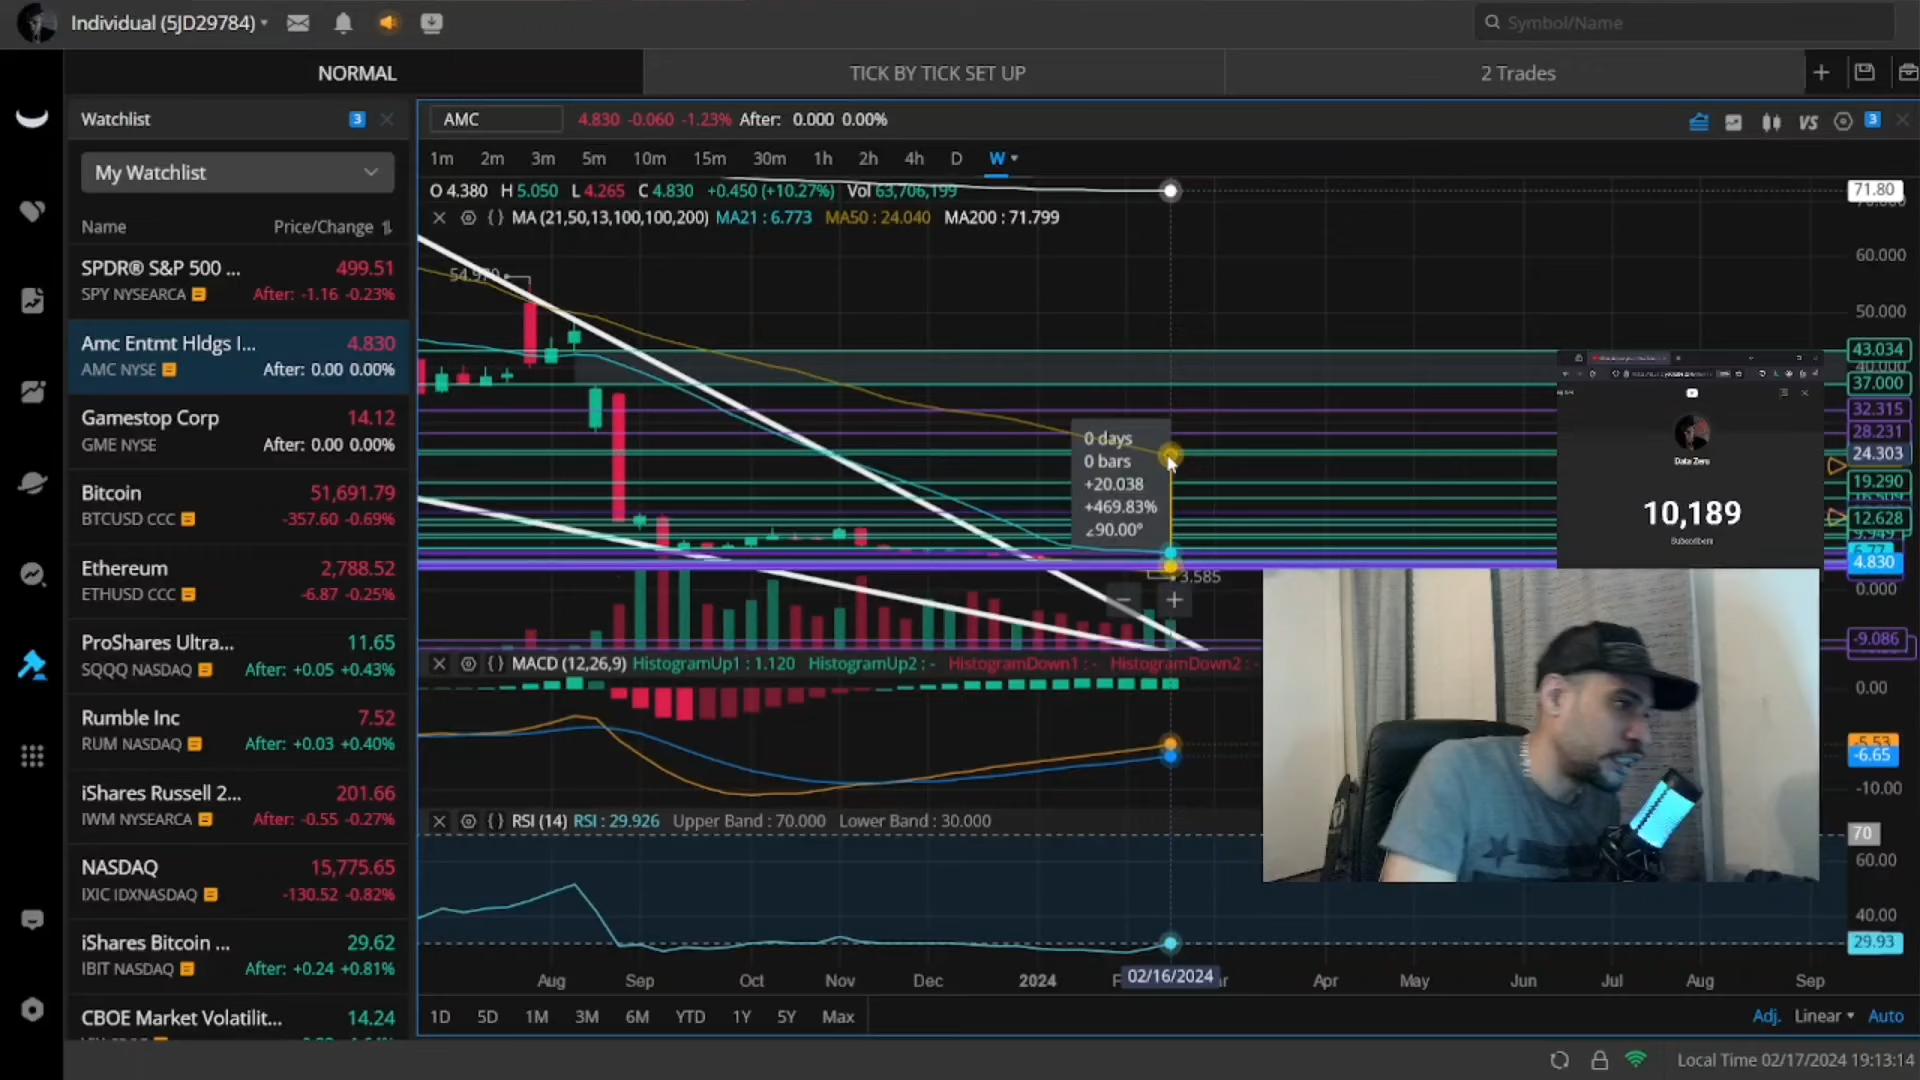 Individual (5JD29784)
Symbol/Name
NORMAL
TICK BY TICK SET UP
2 Trades
Watchlist
3
AMC
4.830 -0.060 -1.23% After: 0.000 0.00%
VS
3
My Watchlist
1m 2m 3m 5m 10m 15m 30m 1h 2h 4h D W
O 4.380 H 5.050 L 4.265 C 4.830 +0.450 (+10.27%) Vol 63,706,199
71.80
MA (21,50,13,100,100,200) MA21 : 6.773 MA50 : 24.040 MA200 : 71.799
Name Price/Change
SPDR® S&P 500 ... 499.51
SPY NYSEARCA After: -1.16 -0.23%
Amc Entmt Hldgs I... 4.830
AMC NYSE After: 0.00 0.00%
Gamestop Corp 14.12
GME NYSE After: 0.00 0.00%
Bitcoin 51,691.79
BTCUSD CCC -357.60 -0.69%
Ethereum 2,788.52
ETHUSD CCC -6.87 -0.25%
ProShares Ultra... 11.65
SQQQ NASDAQ After: +0.05 +0.43%
Rumble Inc 7.52
RUM NASDAQ After: +0.03 +0.40%
iShares Russell 2... 201.66
IWM NYSEARCA After: -0.55 -0.27%
NASDAQ 15,775.65
IXIC IDXNASDAQ -130.52 -0.82%
iShares Bitcoin ... 29.62
IBIT NASDAQ After: +0.24 +0.81%
CBOE Market Volatilit... 14.24
54.970
60.000
50.000
43.034
37.000
32.315
28.231
24.303
19.290
12.628
4.830
0.000
-9.086
0 days
0 bars
+20.038
+469.83%
∠90.00°
3.585
Data Zero
10,189
Subscribers
MACD (12,26,9) HistogramUp1 : 1.120 HistogramUp2 : - HistogramDown1 : - HistogramDown2 : -
0.00
-5.53
-6.65
-10.00
RSI (14) RSI : 29.926 Upper Band : 70.000 Lower Band : 30.000
70
60.00
40.00
29.93
Aug Sep Oct Nov Dec 2024 02/16/2024 Apr May Jun Jul Aug Sep
1D 5D 1M 3M 6M YTD 1Y 5Y Max
Adj. Linear Auto
Local Time 02/17/2024 19:13:14